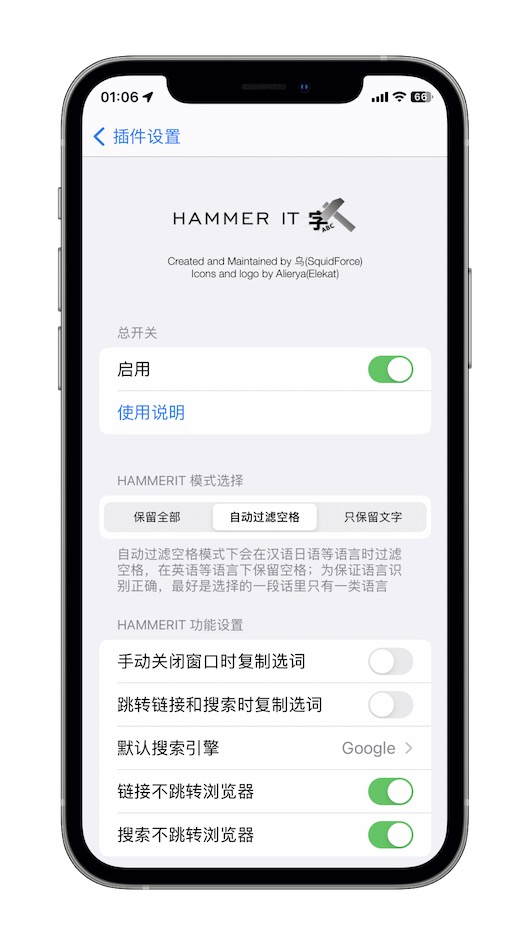 01:06
66
插件设置
HAMMER IT 字
ABC
Created and Maintained by 乌(SquidForce)
Icons and logo by Alierya(Elekat)
总开关
启用
使用说明
HAMMERIT 模式选择
保留全部
自动过滤空格
只保留文字
自动过滤空格模式下会在汉语日语等语言时过滤
空格，在英语等语言下保留空格；为保证语言识
别正确，最好是选择的一段话里只有一类语言
HAMMERIT 功能设置
手动关闭窗口时复制选词
跳转链接和搜索时复制选词
默认搜索引擎
Google
链接不跳转浏览器
搜索不跳转浏览器